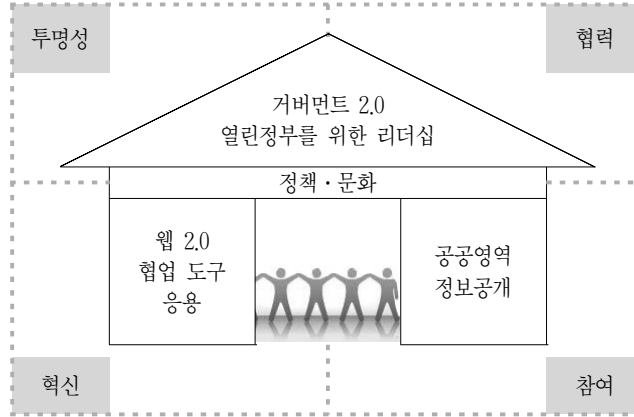 투명성
협력
거버먼트 2.0
열린정부를 위한 리더십
정책·문화
웹 2.0
협업 도구
응용
공공영역
정보공개
혁신
참여